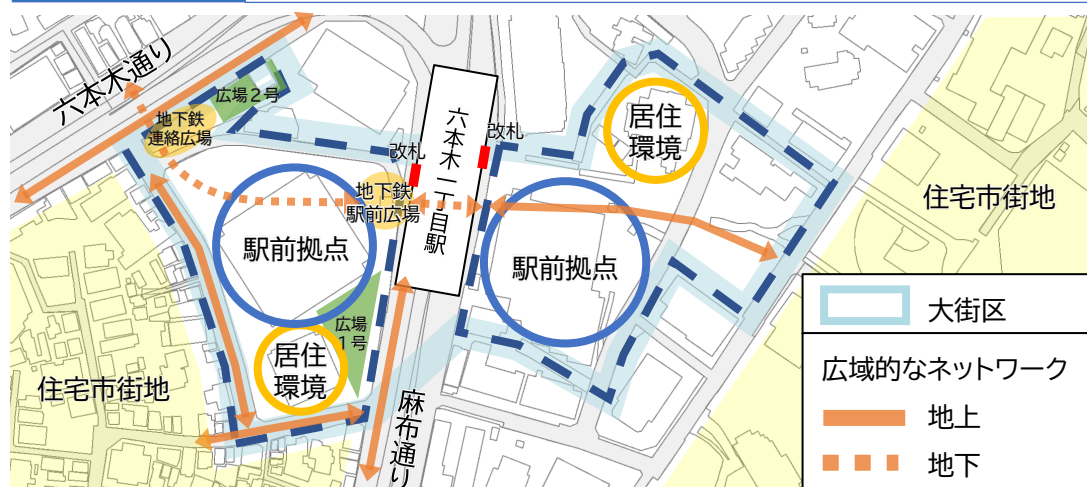 六本木通り
広場2号
地下鉄
連絡広場
改札
改札
六本木一丁目駅
居住
環境
地下鉄
駅前広場
駅前拠点
駅前拠点
住宅市街地
広場
1号
居住
環境
住宅市街地
麻布通り
大街区
広域的なネットワーク
地上
地下